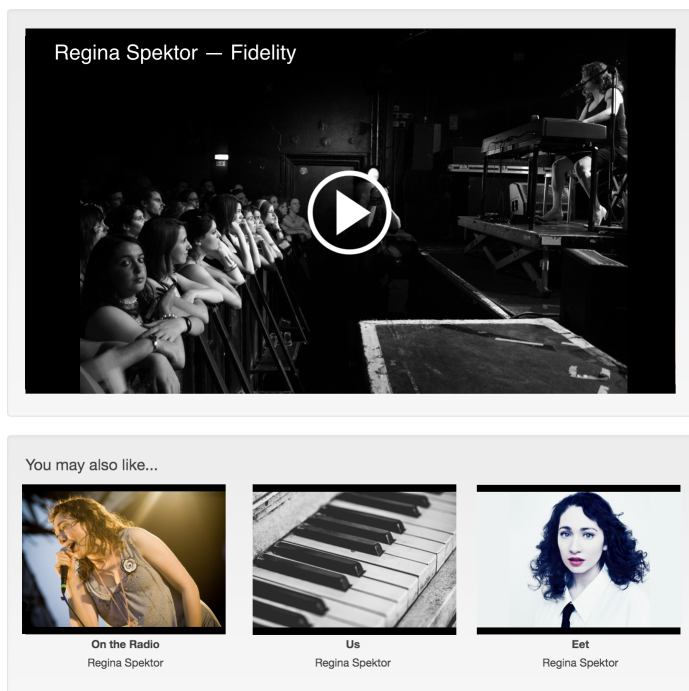 Regina Spektor — Fidelity
You may also like...
On the Radio
Regina Spektor
Us
Regina Spektor
Eet
Regina Spektor